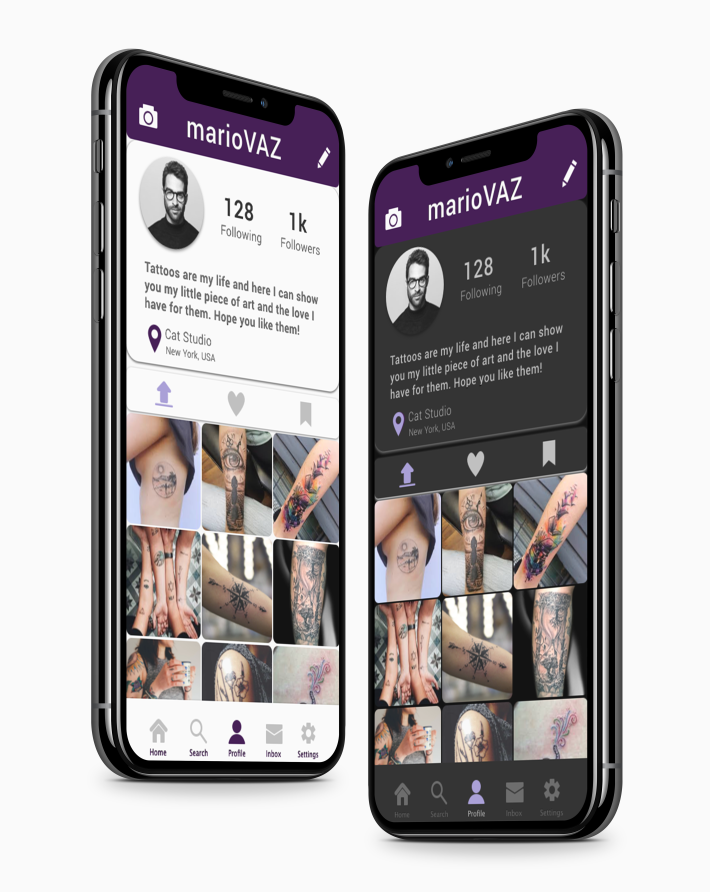 marioVAZ
128
Following
1k
Followers
Tattoos are my life and here I can show
you my little piece of art and the love I
have for them. Hope you like them!
Cat Studio
New York, USA
Home
Search
Profile
Inbox
Settings
marioVAZ
128
Following
1k
Followers
Tattoos are my life and here I can show
you my little piece of art and the love I
have for them. Hope you like them!
Cat Studio
New York, USA
Home
Search
Profile
Inbox
Settings